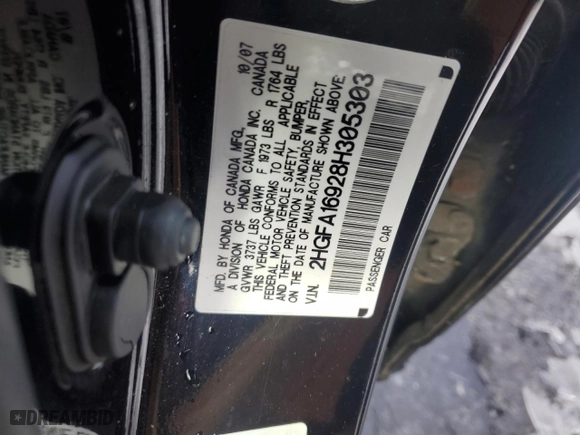 MFD. BY HONDA OF CANADA MFG. 10/07
A DIVISION OF HONDA CANADA INC. CANADA
GVWR 3737 LBS GAWR F 1973 LBS R 1764 LBS
THIS VEHICLE CONFORMS TO ALL APPLICABLE
FEDERAL MOTOR VEHICLE SAFETY, BUMPER,
AND THEFT PREVENTION STANDARDS IN EFFECT
ON THE DATE OF MANUFACTURE SHOWN ABOVE.
V.I.N. 2HGFA16928H305303
PASSENGER CAR
DREAMBID